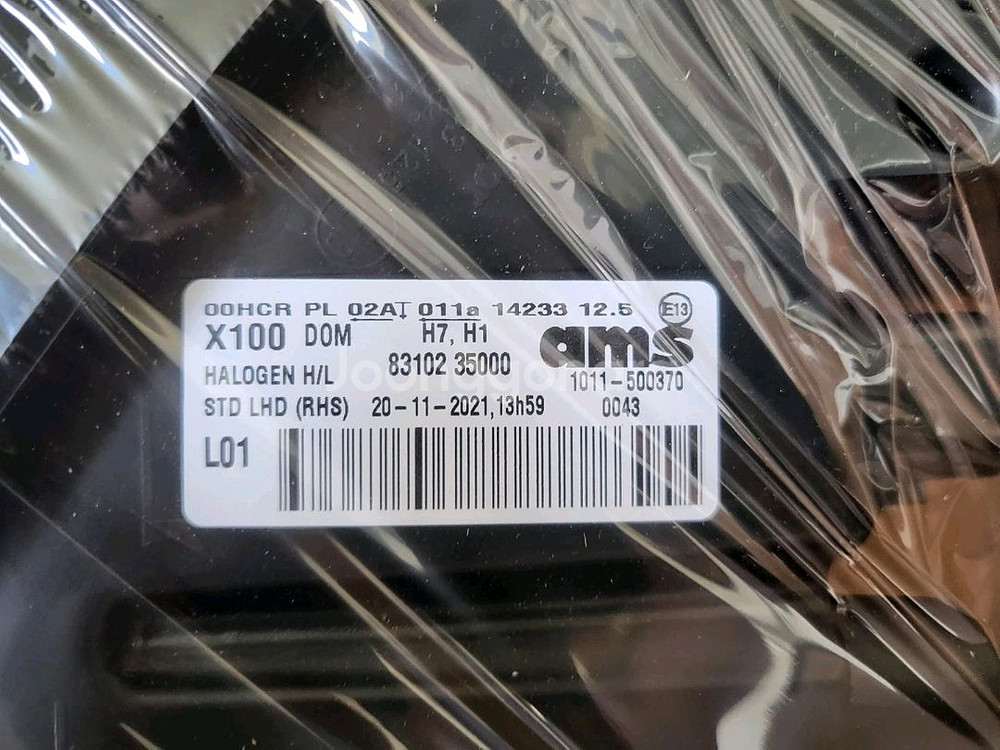 00HCR PL 02A 011a 14233 12.5 E13
X100 DOM H7, H1 ams
HALOGEN H/L 83102 35000 1011-500370
STD LHD (RHS) 20-11-2021,13h59 0043
L01